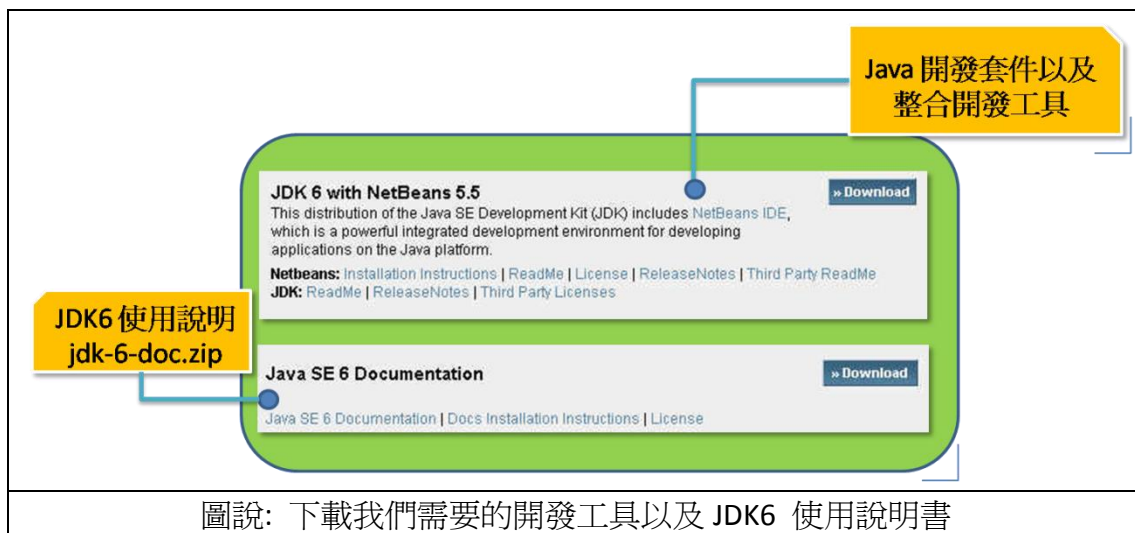 Java 開發套件以及
整合開發工具
JDK 6 with NetBeans 5.5
» Download
This distribution of the Java SE Development Kit (JDK) includes NetBeans IDE,
which is a powerful integrated development environment for developing
applications on the Java platform.
Netbeans: Installation Instructions | ReadMe | License | ReleaseNotes | Third Party ReadMe
JDK: ReadMe | ReleaseNotes | Third Party Licenses
JDK6 使用說明
jdk-6-doc.zip
Java SE 6 Documentation
» Download
Java SE 6 Documentation | Docs Installation Instructions | License
圖說: 下載我們需要的開發工具以及 JDK6 使用說明書